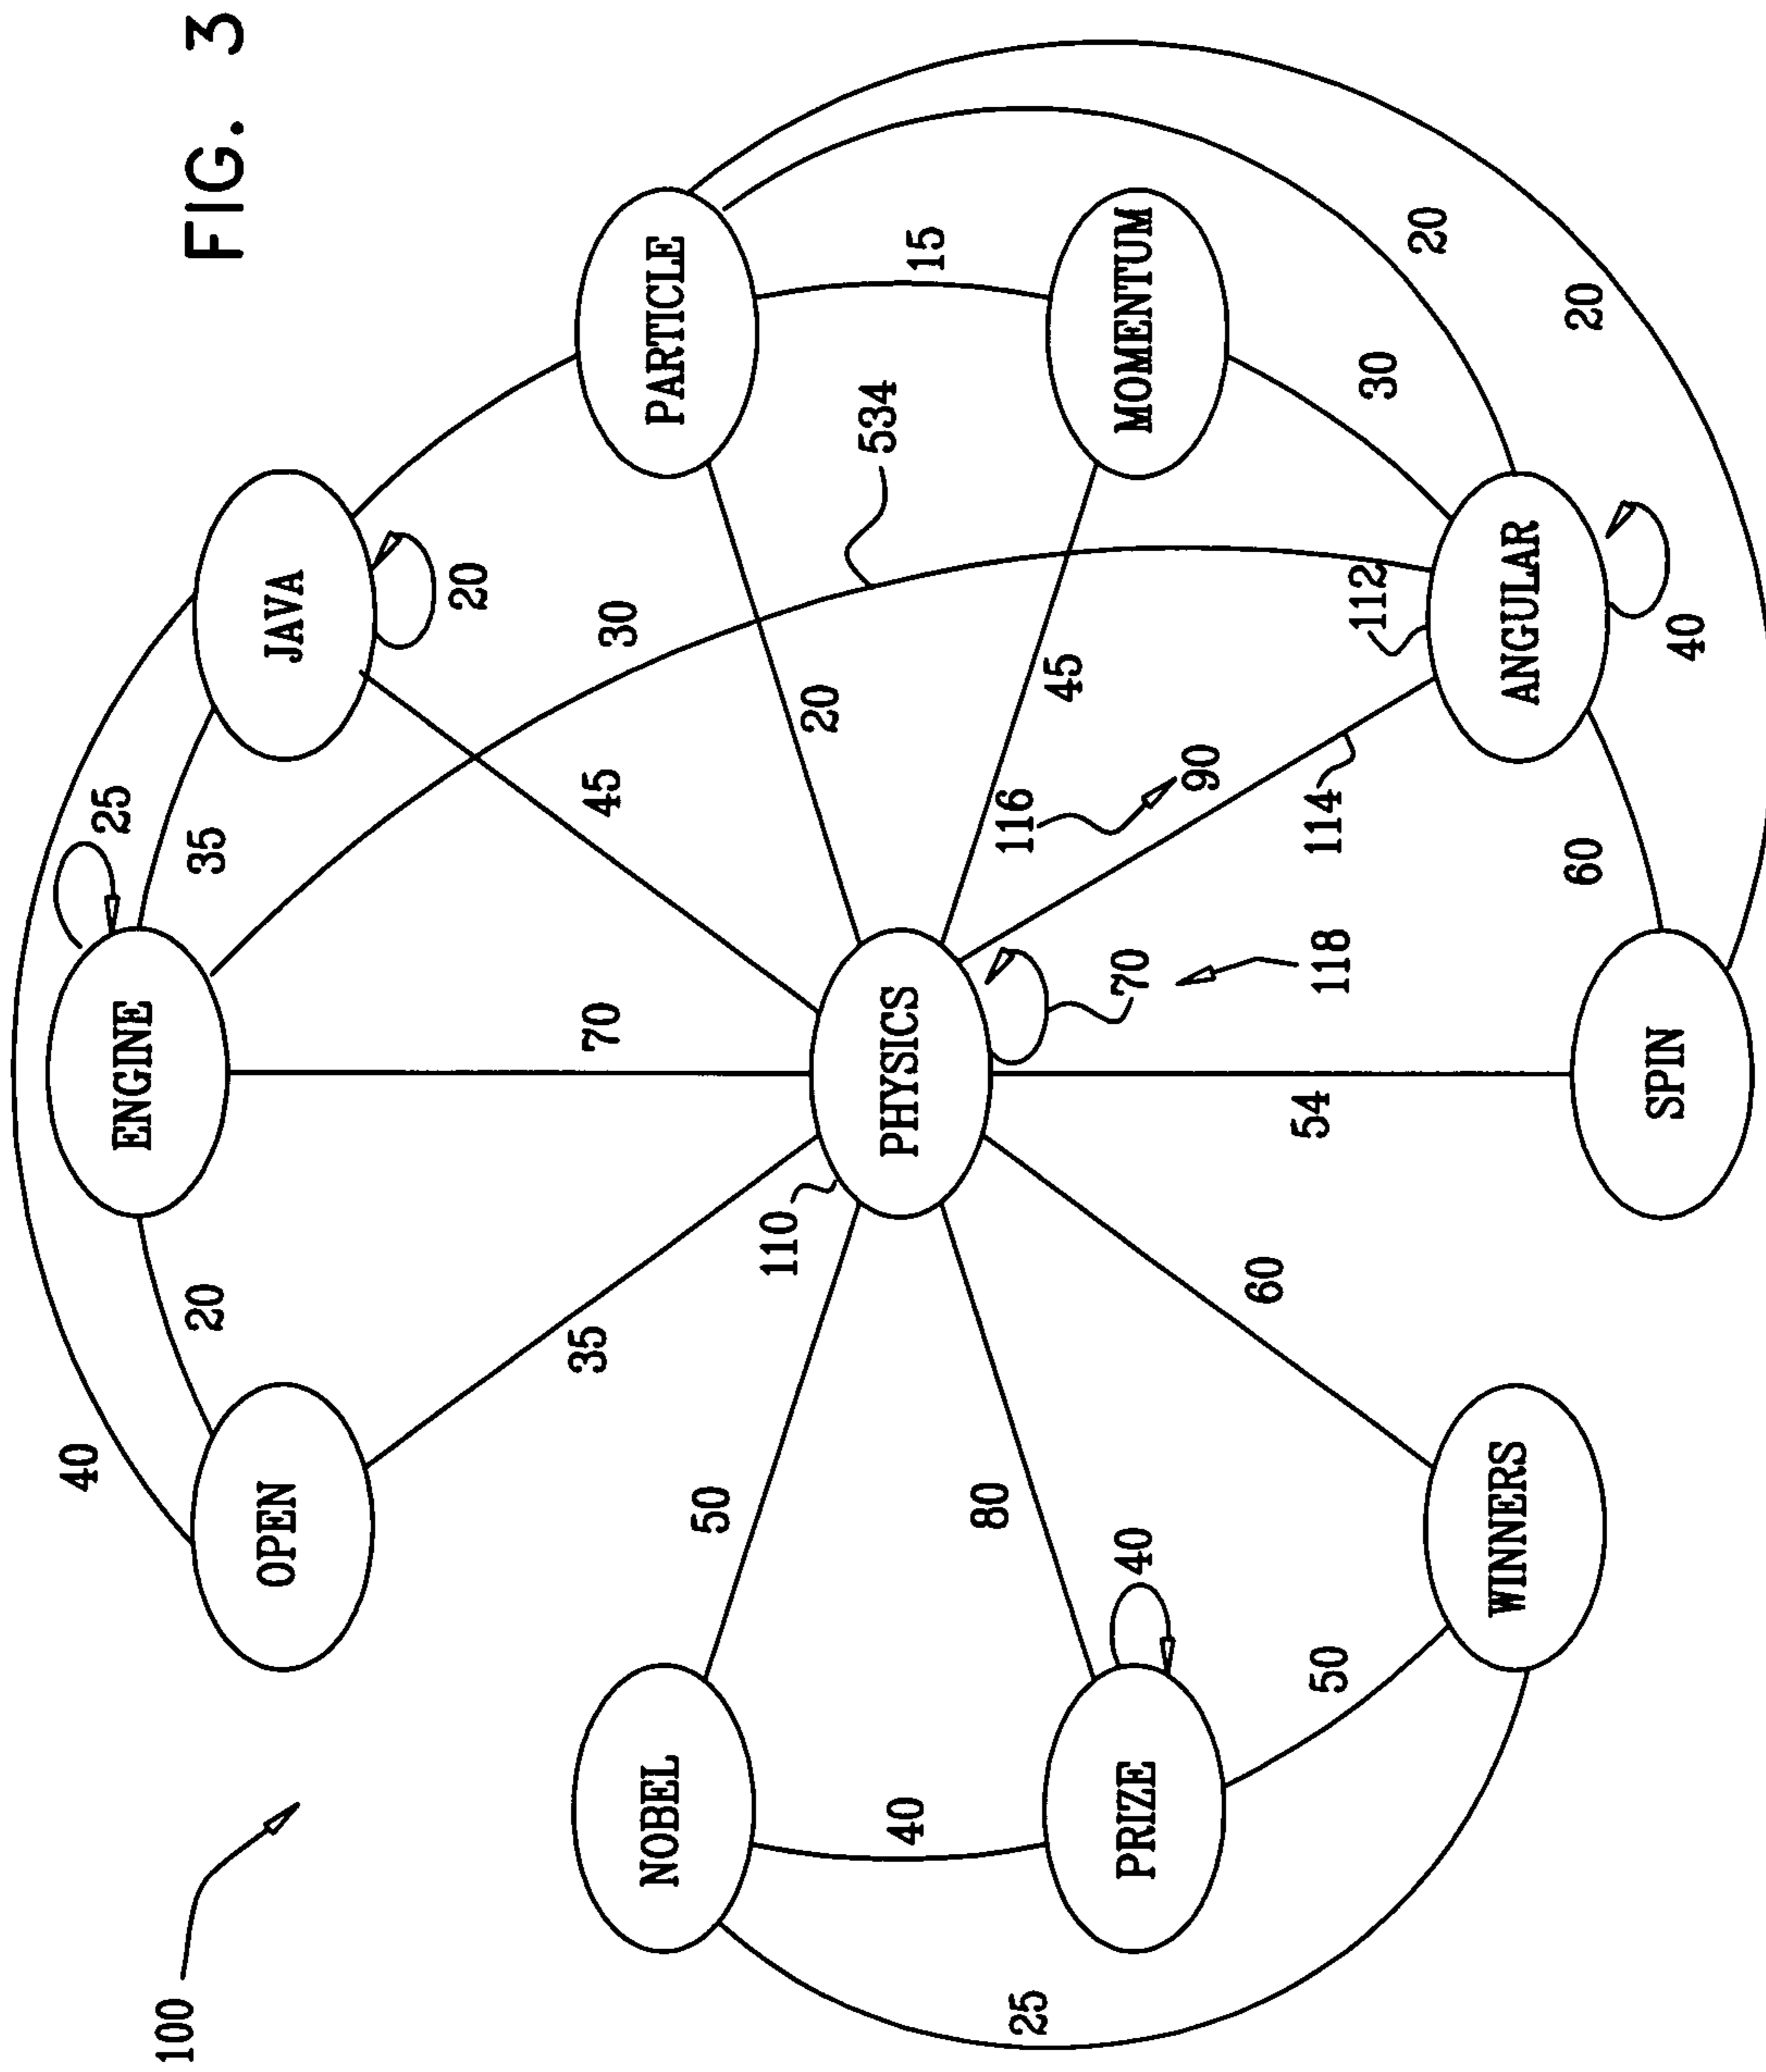 FIG. 3
100
40
25
ENGINE
20
35
OPEN
JAVA
20
35
70
45
30
NOBEL
PARTICLE
50
110
20
534
40
PHYSICS
15
80
116
25
45
PRIZE
40
70
MOMENTUM
90
60
54
50
118
114
112
30
20
WINNERS
ANGULAR
60
20
SPIN
40